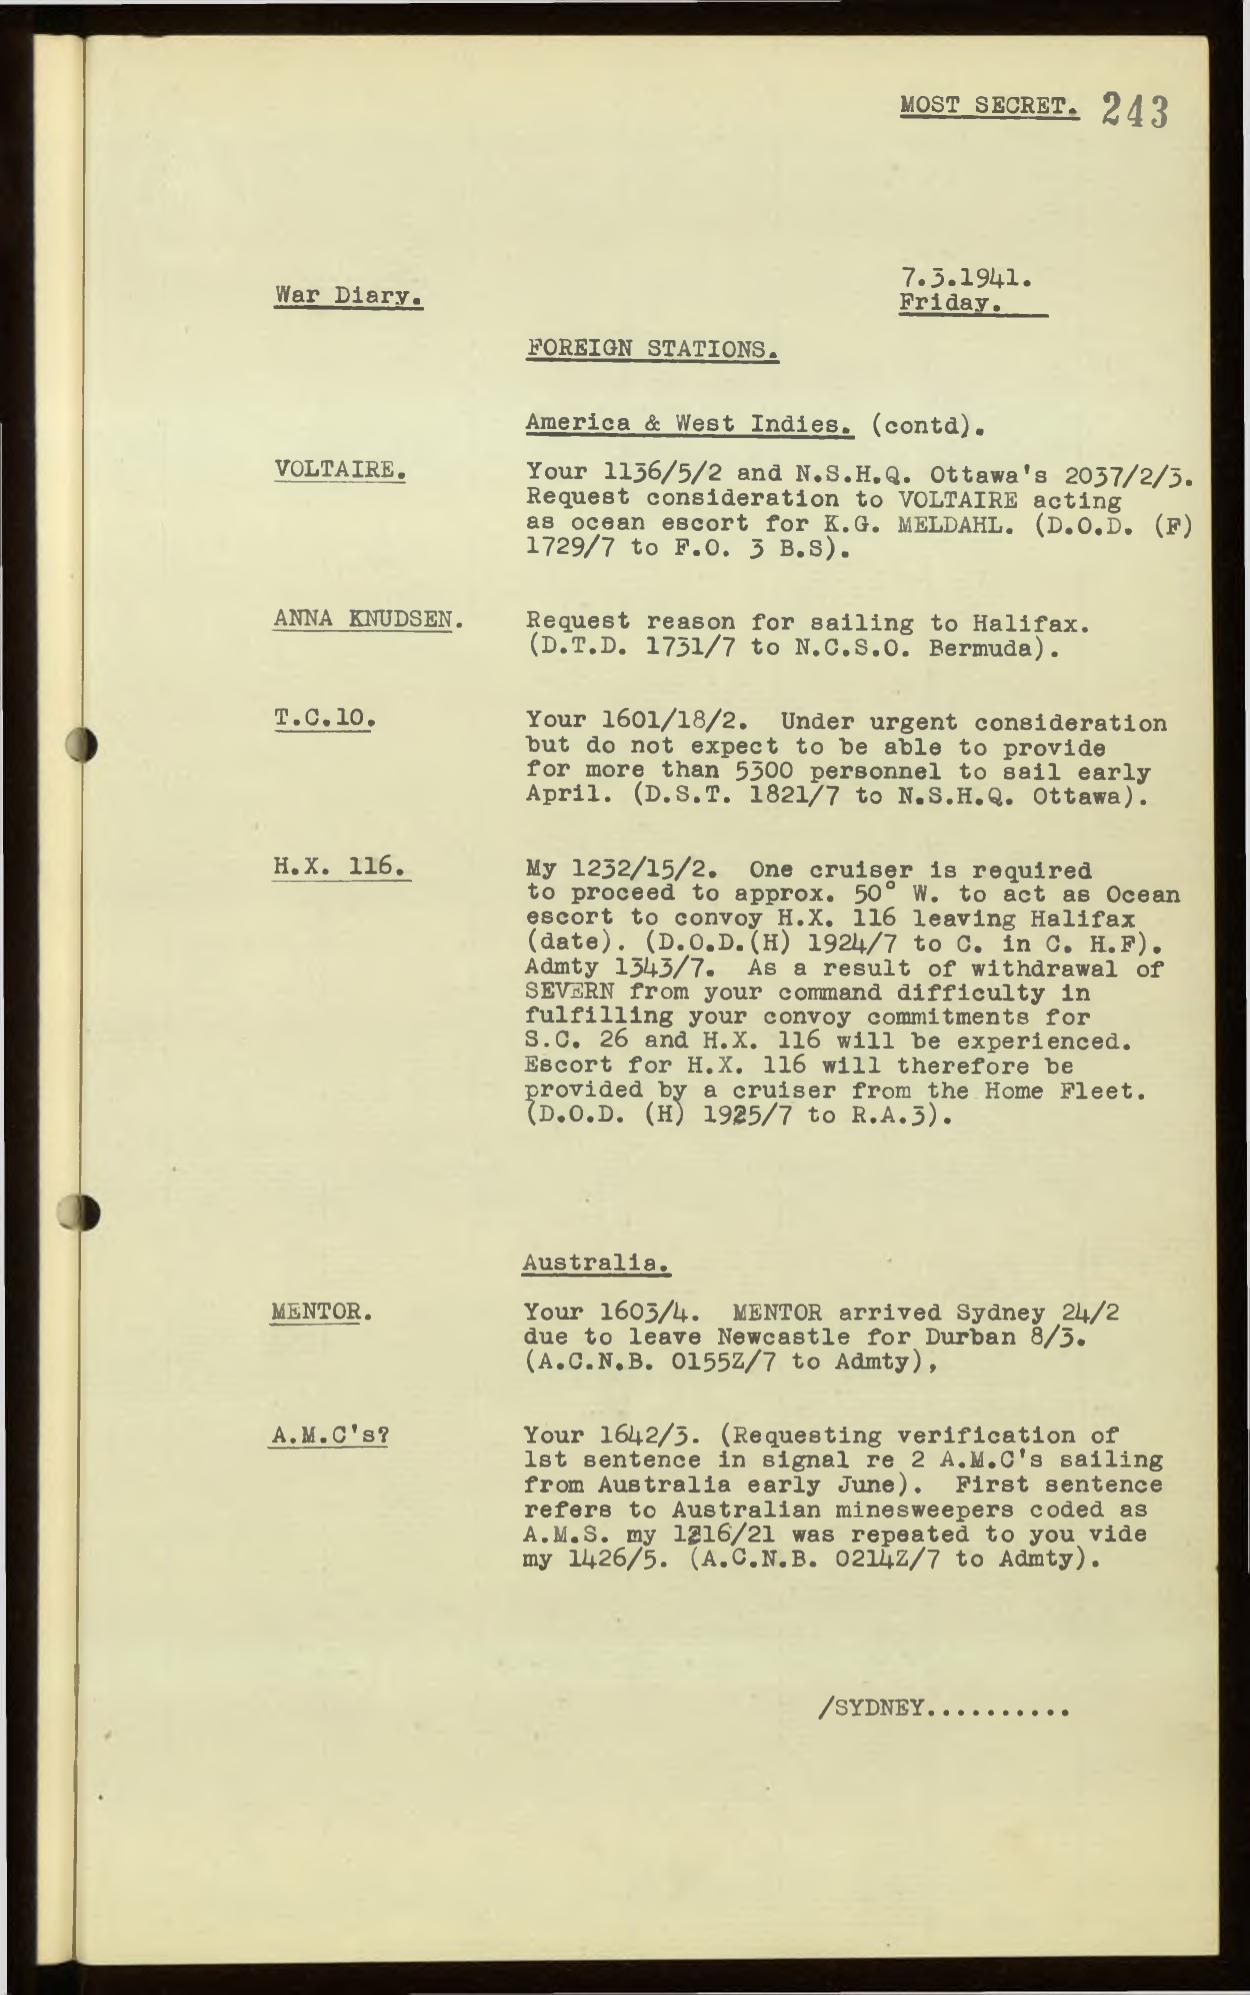 MOST SECRET. 243
7.3.1941.
War Diary.
Friday.
FOREIGN STATIONS.
America & West Indies. (contd).
VOLTAIRE. Your 1136/5/2 and N.S.H.Q. Ottawa's 2037/2/3.
Request consideration to VOLTAIRE acting
as ocean escort for K.G. MELDAHL. (D.O.D. (F)
1729/7 to F.O. 3 B.S).
ANNA KNUDSEN. Request reason for sailing to Halifax.
(D.T.D. 1731/7 to N.C.S.O. Bermuda).
T.C.10. Your 1601/18/2. Under urgent consideration
but do not expect to be able to provide
for more than 5300 personnel to sail early
April. (D.S.T. 1821/7 to N.S.H.Q. Ottawa).
H.X. 116. My 1232/15/2. One cruiser is required
to proceed to approx. 50° W. to act as Ocean
escort to convoy H.X. 116 leaving Halifax
(date). (D.O.D.(H) 1924/7 to C. in C. H.F).
Admty 1343/7. As a result of withdrawal of
SEVERN from your command difficulty in
fulfilling your convoy commitments for
S.C. 26 and H.X. 116 will be experienced.
Escort for H.X. 116 will therefore be
provided by a cruiser from the Home Fleet.
(D.O.D. (H) 1925/7 to R.A.3).
Australia.
MENTOR. Your 1603/4. MENTOR arrived Sydney 24/2
due to leave Newcastle for Durban 8/3.
(A.C.N.B. 0155Z/7 to Admty),
A.M.C's? Your 1642/3. (Requesting verification of
1st sentence in signal re 2 A.M.C's sailing
from Australia early June). First sentence
refers to Australian minesweepers coded as
A.M.S. my 1216/21 was repeated to you vide
my 1426/5. (A.C.N.B. 0214Z/7 to Admty).
/SYDNEY..........